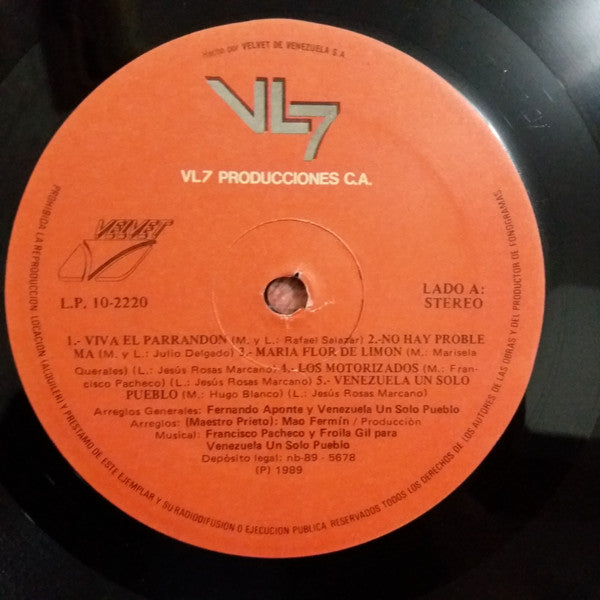 Hecho por VELVET DE VENEZUELA S.A.
VL7
VL7 PRODUCCIONES C.A.
VELVET
L.P. 10-2220
LADO A:
STEREO
1.- VIVA EL PARRANDON (M. y L.: Rafael Salazar) 2.-NO HAY PROBLE
MA (M. y L.: Julio Delgado) 3.-MARIA FLOR DE LIMON (M.: Marisela
Querales) (L.: Jesús Rosas Marcano) 4.-LOS MOTORIZADOS (M.: Fran-
cisco Pacheco) (L.: Jesús Rosas Marcano) 5.- VENEZUELA UN SOLO
PUEBLO (M.: Hugo Blanco) (L.: Jesús Rosas Marcano)
Arreglos Generales: Fernando Aponte y Venezuela Un Solo Pueblo
Arreglos: (Maestro Prieto): Mao Fermín / Producción
Musical: Francisco Pacheco y Froila Gil para
Venezuela Un Solo Pueblo
Depósito legal: nb-89 - 5678
(P) 1989
PROHIBIDA LA REPRODUCCION LOCACION (ALQUILER) Y PRESTAMO DE ESTE EJEMPLAR Y SU RADIODIFUSION O EJECUCION PUBLICA. RESERVADOS TODOS LOS DERECHOS DE LOS AUTORES DE LAS OBRAS Y DEL PRODUCTOR DE FONOGRAMAS